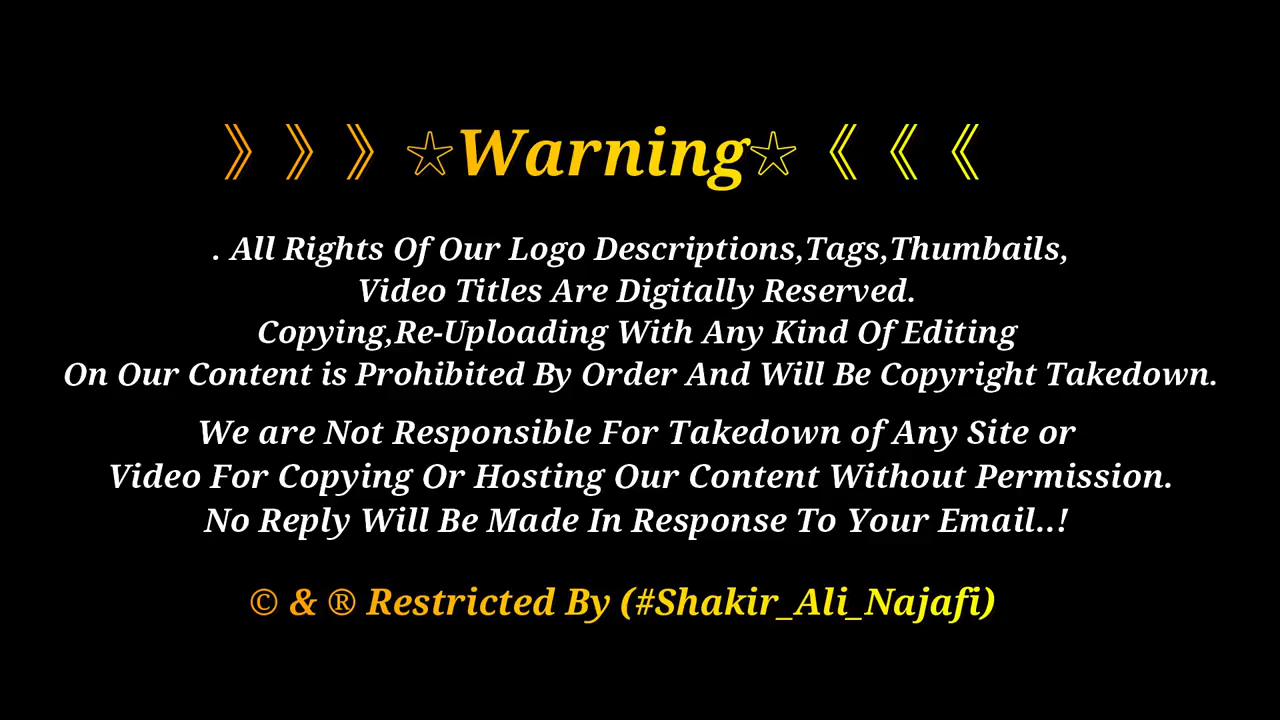 》》》☆Warning☆《《《
. All Rights Of Our Logo Descriptions,Tags,Thumbails,
Video Titles Are Digitally Reserved.
Copying,Re-Uploading With Any Kind Of Editing
On Our Content is Prohibited By Order And Will Be Copyright Takedown.
We are Not Responsible For Takedown of Any Site or
Video For Copying Or Hosting Our Content Without Permission.
No Reply Will Be Made In Response To Your Email..!
© & ® Restricted By (#Shakir_Ali_Najafi)